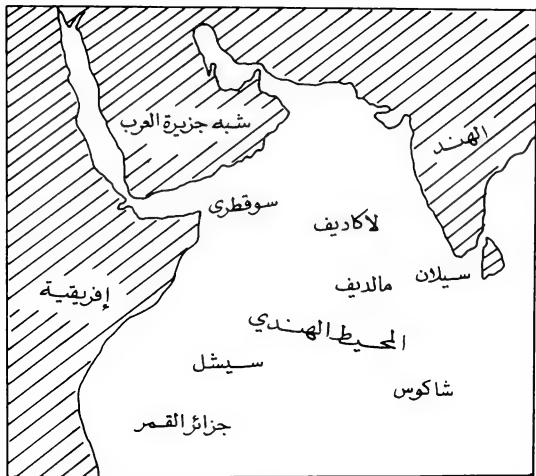 شبه جزيرة العرب
الهند
سوقطرى
لاكاديف
سيلان
مالديف
إفريقية
المحيط الهندي
سيشل
شاكوس
جزائر القمر